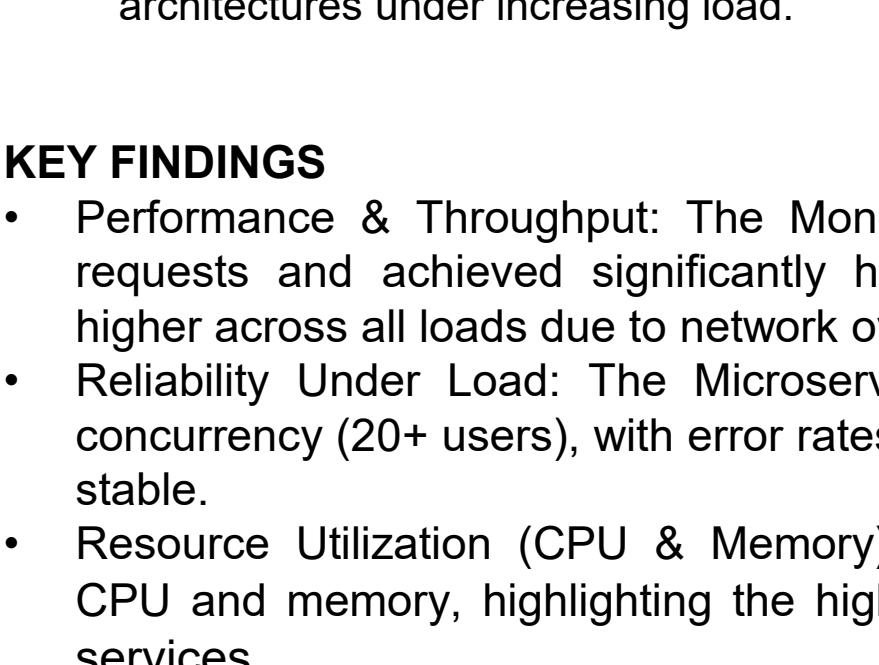 architectures under increasing load.
KEY FINDINGS
• Performance & Throughput: The Mon
requests and achieved significantly h
higher across all loads due to network o
• Reliability Under Load: The Microserv
concurrency (20+ users), with error rates
stable.
• Resource Utilization (CPU & Memory)
CPU and memory, highlighting the hig
services